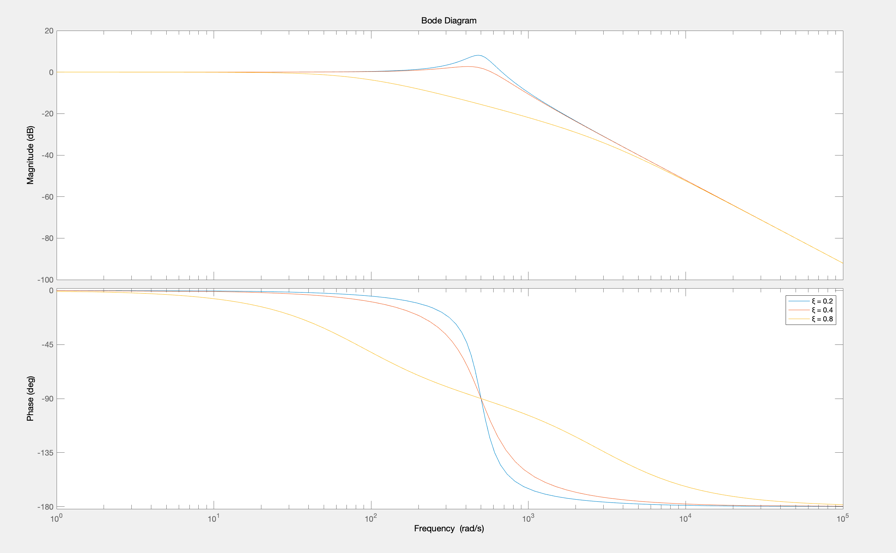 Bode Diagram
20
0
-20
-40
-60
-80
-100
Magnitude (dB)
0
-45
-90
-135
-180
Phase (deg)
ξ = 0.2
ξ = 0.4
ξ = 0.8
10^0 10^1 10^2 10^3 10^4 10^5
Frequency (rad/s)